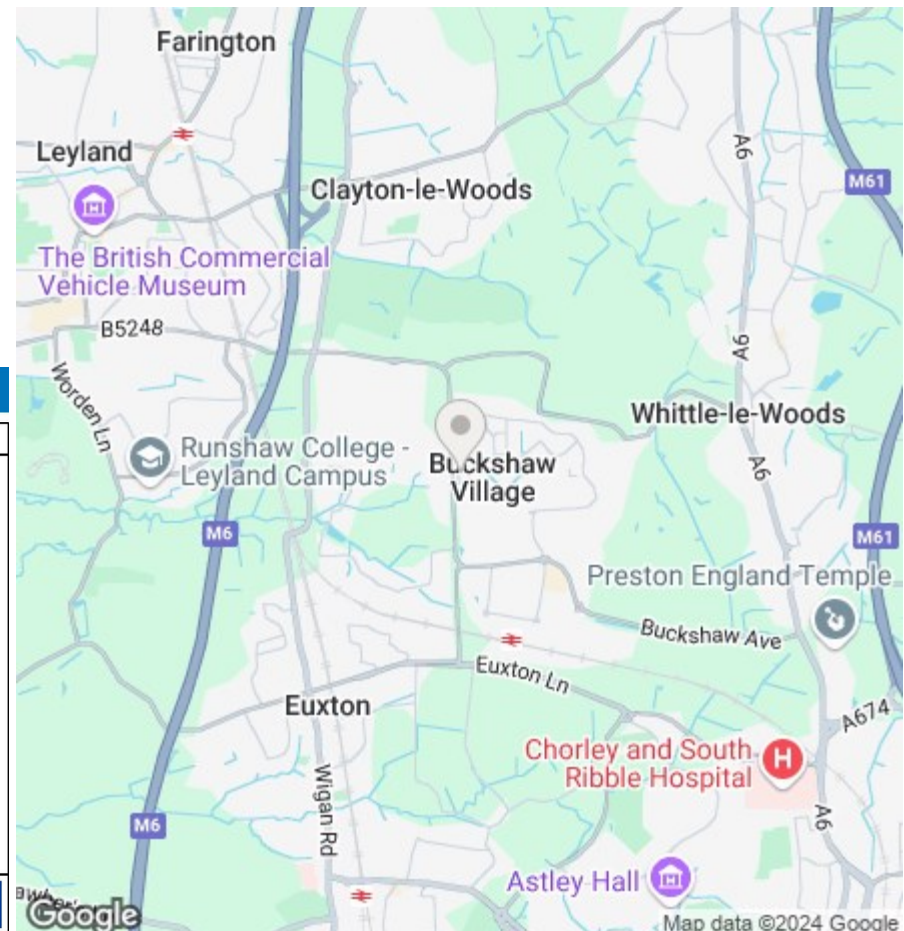 Farington
Leyland
A6
M61
Clayton-le-Woods
The British Commercial
Vehicle Museum
B5248
A6
Worden Ln
Whittle-le-Woods
Runshaw College -
Leyland Campus
Buckshaw
Village
A6
M6
M61
Preston England Temple
Buckshaw Ave
Euxton Ln
Euxton
A674
Chorley and South
Ribble Hospital
H
Wigan Rd
M6
A6
Astley Hall
Google
Map data ©2024 Google